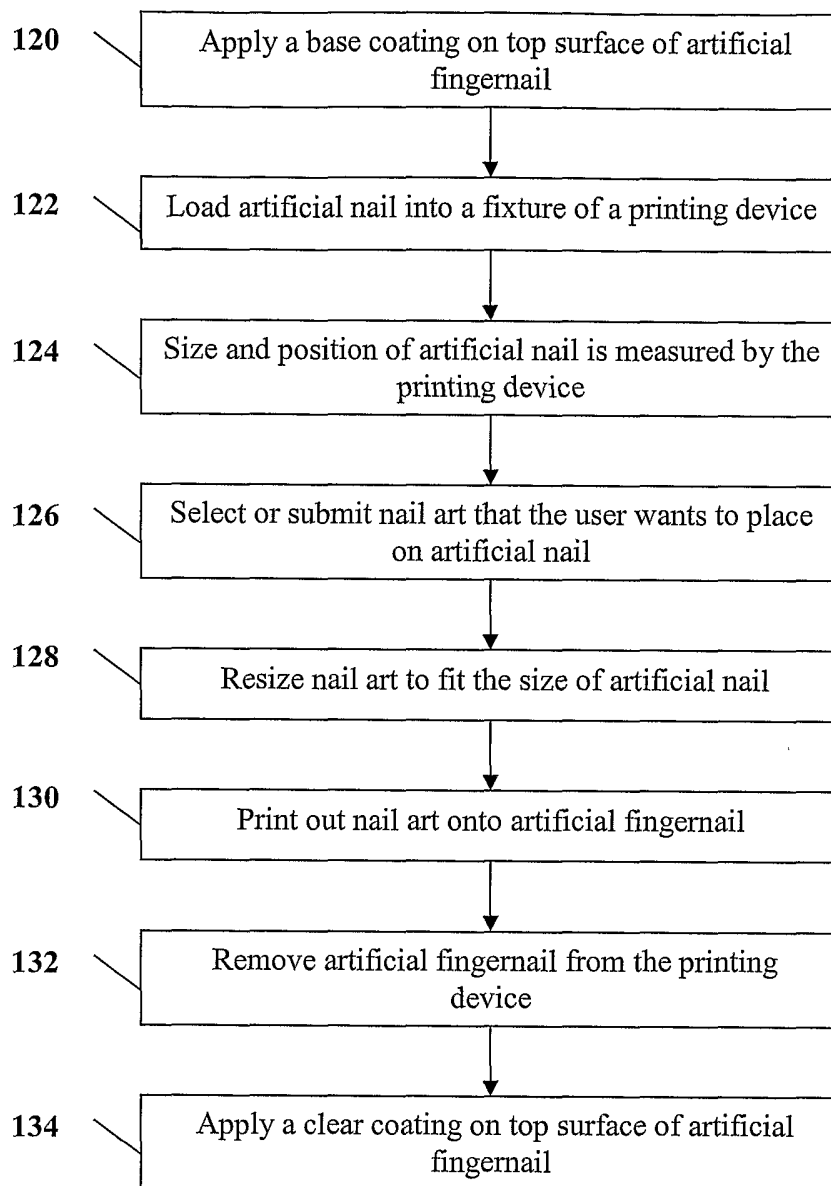 120
Apply a base coating on top surface of artificial
fingernail
122
Load artificial nail into a fixture of a printing device
124
Size and position of artificial nail is measured by the
printing device
126
Select or submit nail art that the user wants to place
on artificial nail
128
Resize nail art to fit the size of artificial nail
130
Print out nail art onto artificial fingernail
132
Remove artificial fingernail from the printing
device
134
Apply a clear coating on top surface of artificial
fingernail